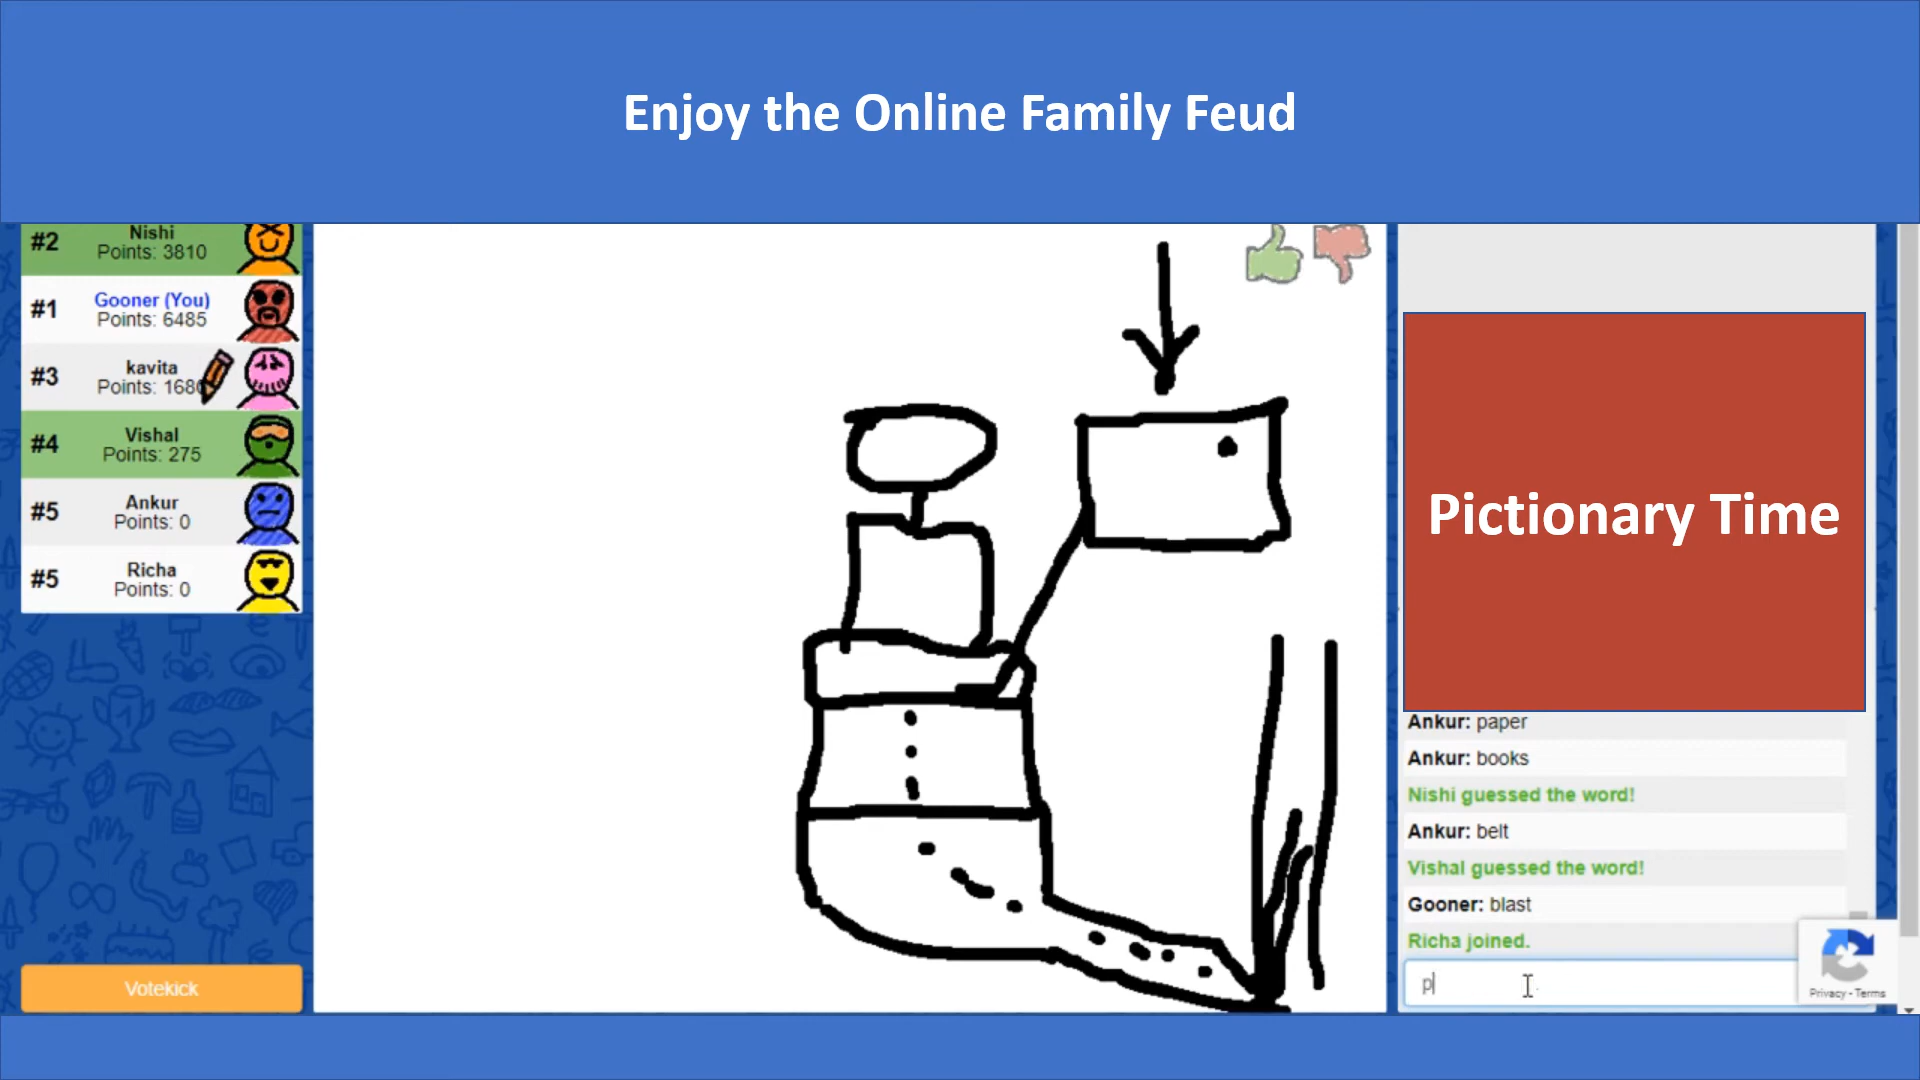 Enjoy the Online Family Feud
#2
Nishi
Points: 3810
#1
Gooner (You)
Points: 6485
#3
kavita
Points: 1680
#4
Vishal
Points: 275
#5
Ankur
Points: 0
#5
Richa
Points: 0
Votekick
Pictionary Time
Ankur: paper
Ankur: books
Nishi guessed the word!
Ankur: belt
Vishal guessed the word!
Gooner: blast
Richa joined.
p
Privacy - Terms